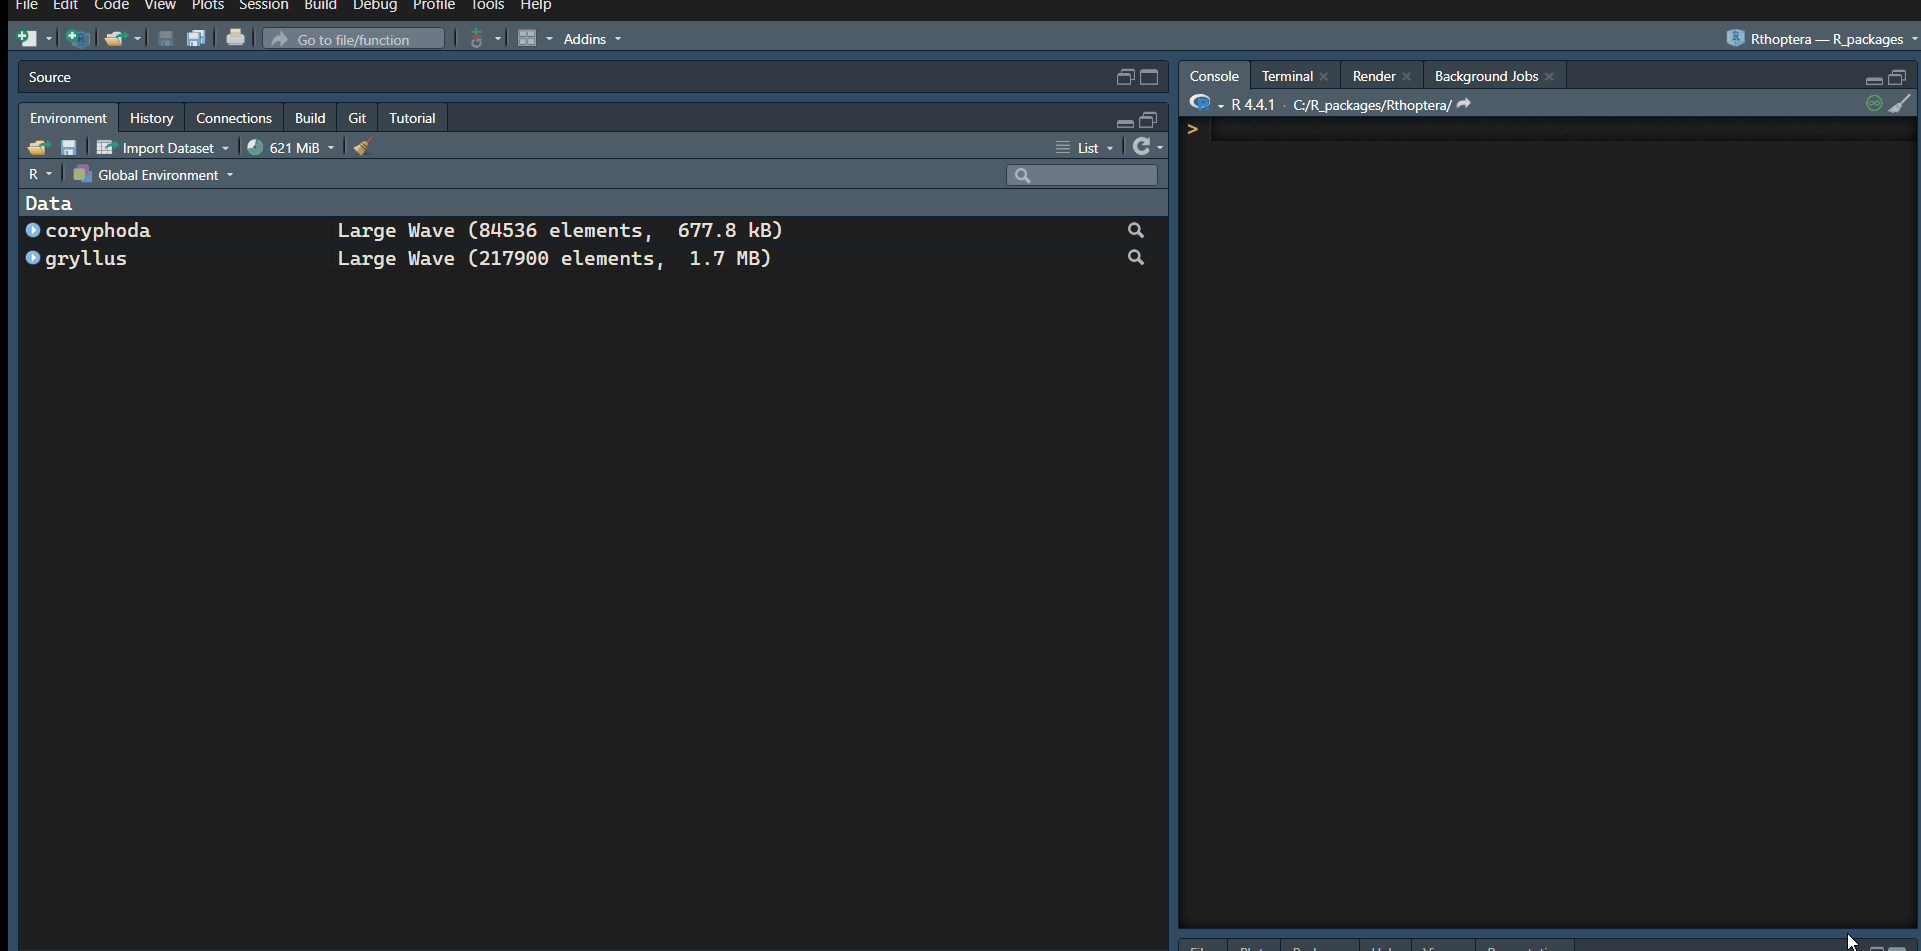 File Edit Code View Plots Session Build Debug Profile Tools Help
Go to file/function Addins Rthoptera — R_packages
Source
Environment History Connections Build Git Tutorial
Import Dataset 621 MiB List
R Global Environment
Data
coryphoda Large Wave (84536 elements, 677.8 kB)
gryllus Large Wave (217900 elements, 1.7 MB)
Console Terminal Render Background Jobs
R 4.4.1 · C:/R_packages/Rthoptera/
>